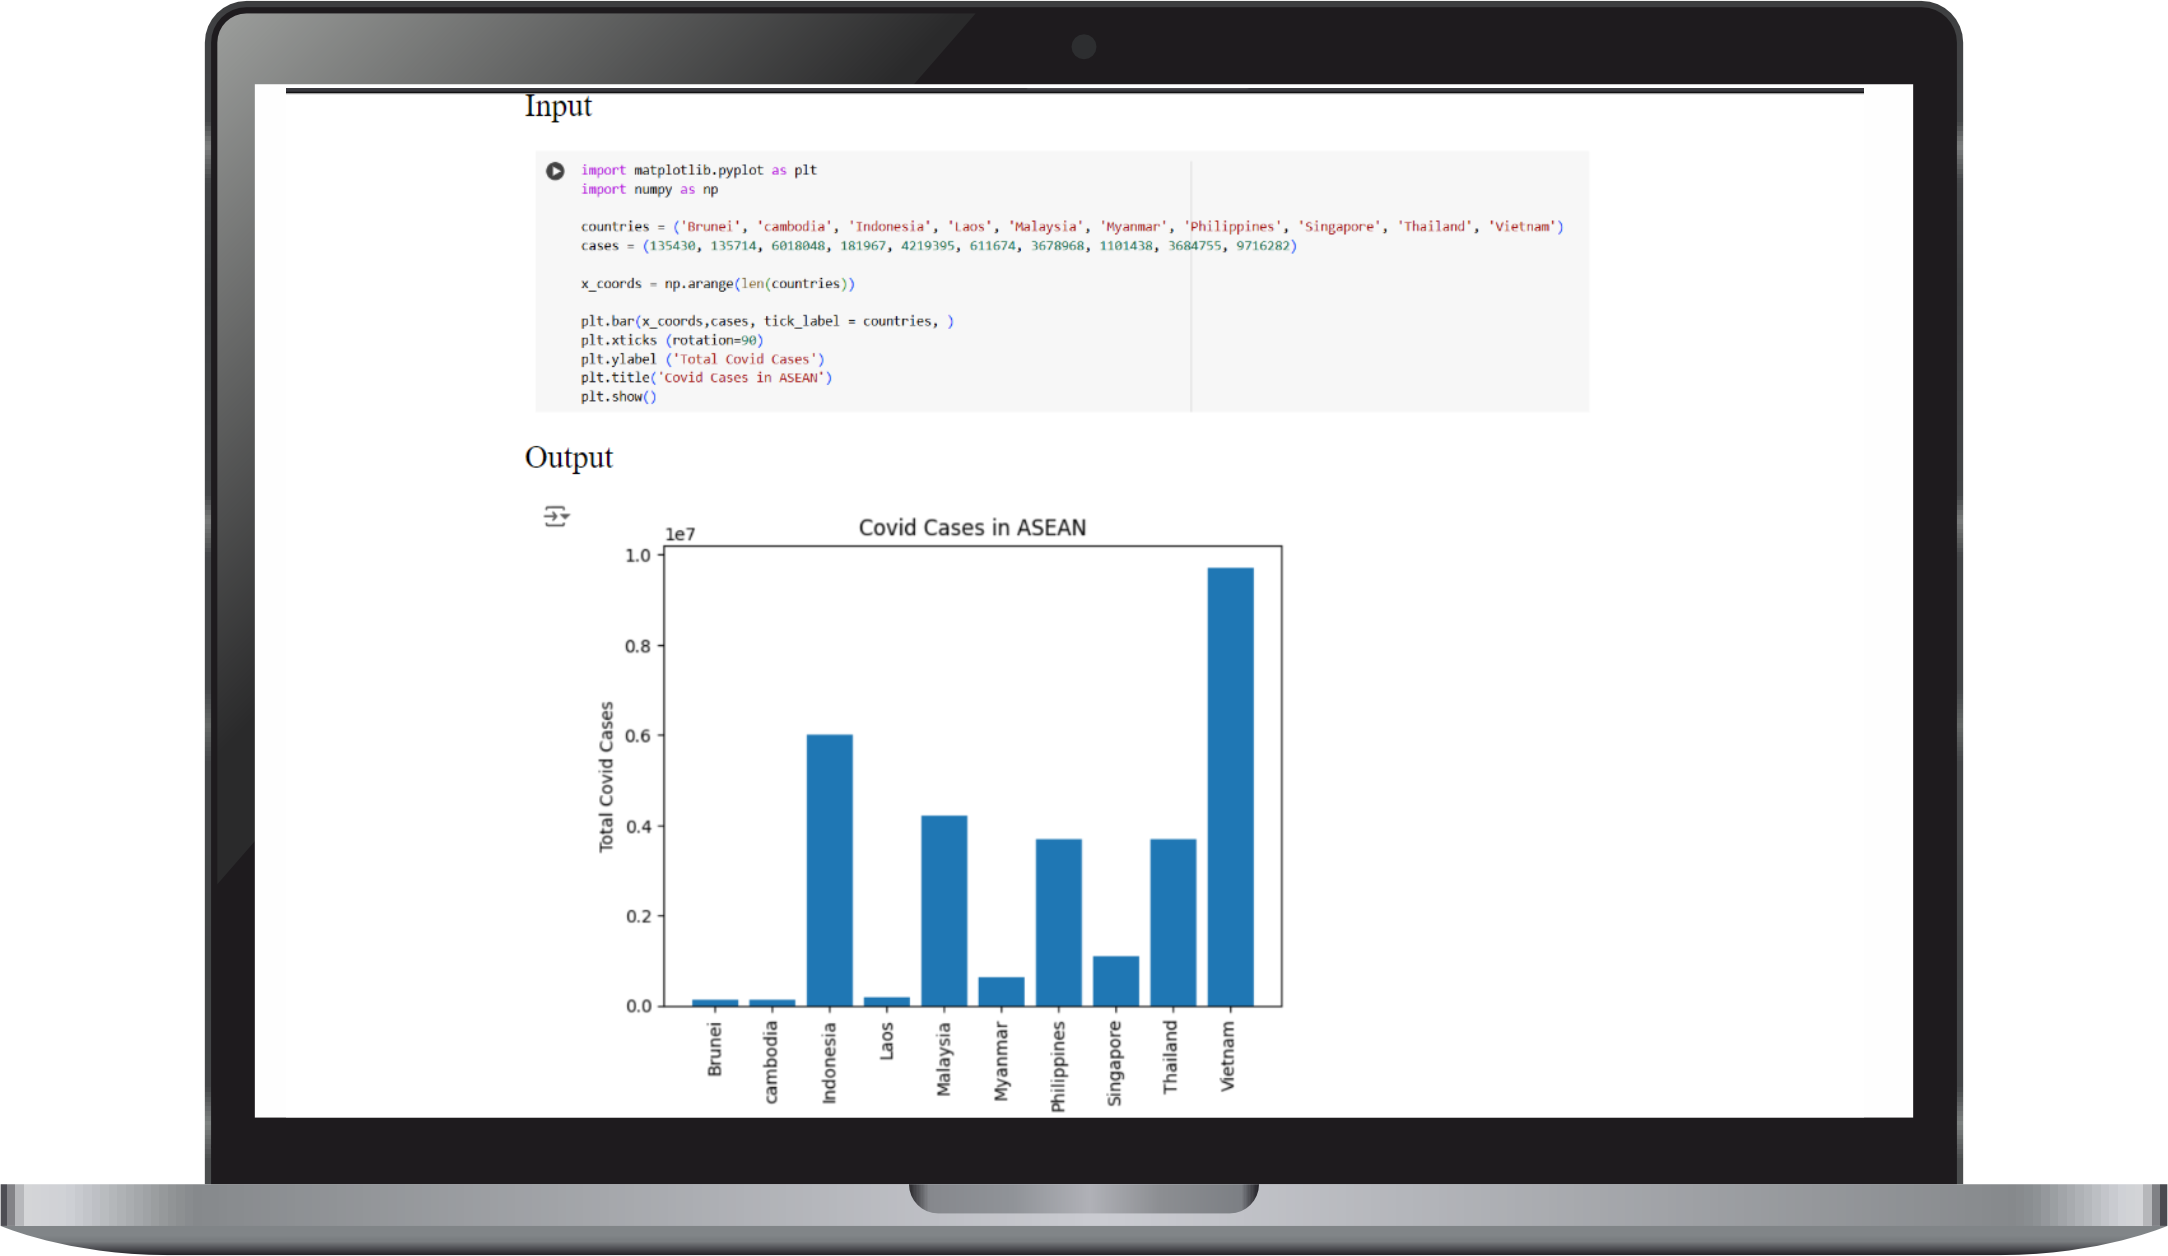 Input
import matplotlib.pyplot as plt
import numpy as np
countries = ('Brunei', 'cambodia', 'Indonesia', 'Laos', 'Malaysia', 'Myanmar', 'Philippines', 'Singapore', 'Thailand', 'Vietnam')
cases = (135430, 135714, 6018048, 181967, 4219395, 611674, 3678968, 1101438, 3684755, 9716282)
x_coords = np.arange(len(countries))
plt.bar(x_coords,cases, tick_label = countries, )
plt.xticks (rotation=90)
plt.ylabel ('Total Covid Cases')
plt.title('Covid Cases in ASEAN')
plt.show()
Output
Covid Cases in ASEAN
1e7
1.0
0.8
0.6
0.4
0.2
0.0
Total Covid Cases
Brunei
cambodia
Indonesia
Laos
Malaysia
Myanmar
Philippines
Singapore
Thailand
Vietnam